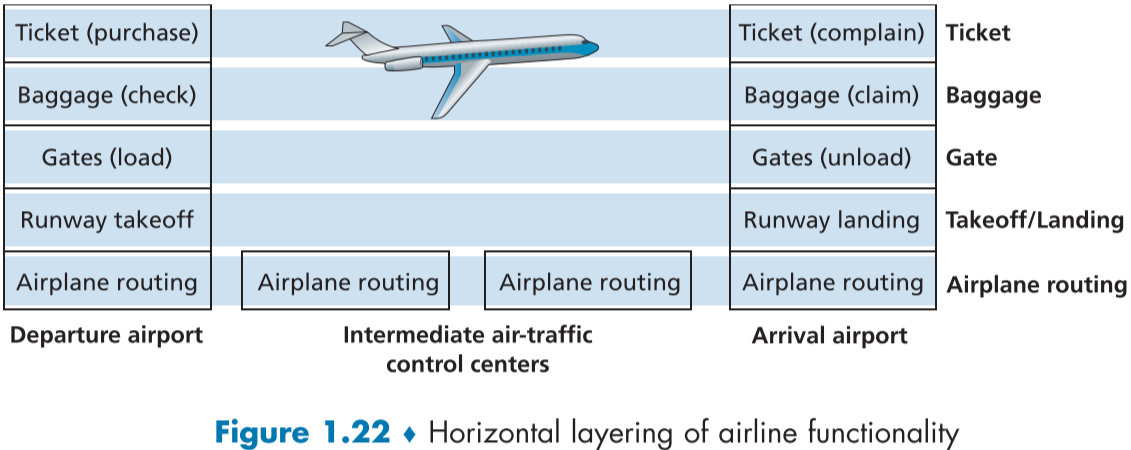 Ticket (purchase) Ticket (complain) Ticket
Baggage (check) Baggage (claim) Baggage
Gates (load) Gates (unload) Gate
Runway takeoff Runway landing Takeoff/Landing
Airplane routing Airplane routing Airplane routing Airplane routing Airplane routing
Departure airport Intermediate air-traffic Arrival airport
control centers
Figure 1.22 ♦ Horizontal layering of airline functionality